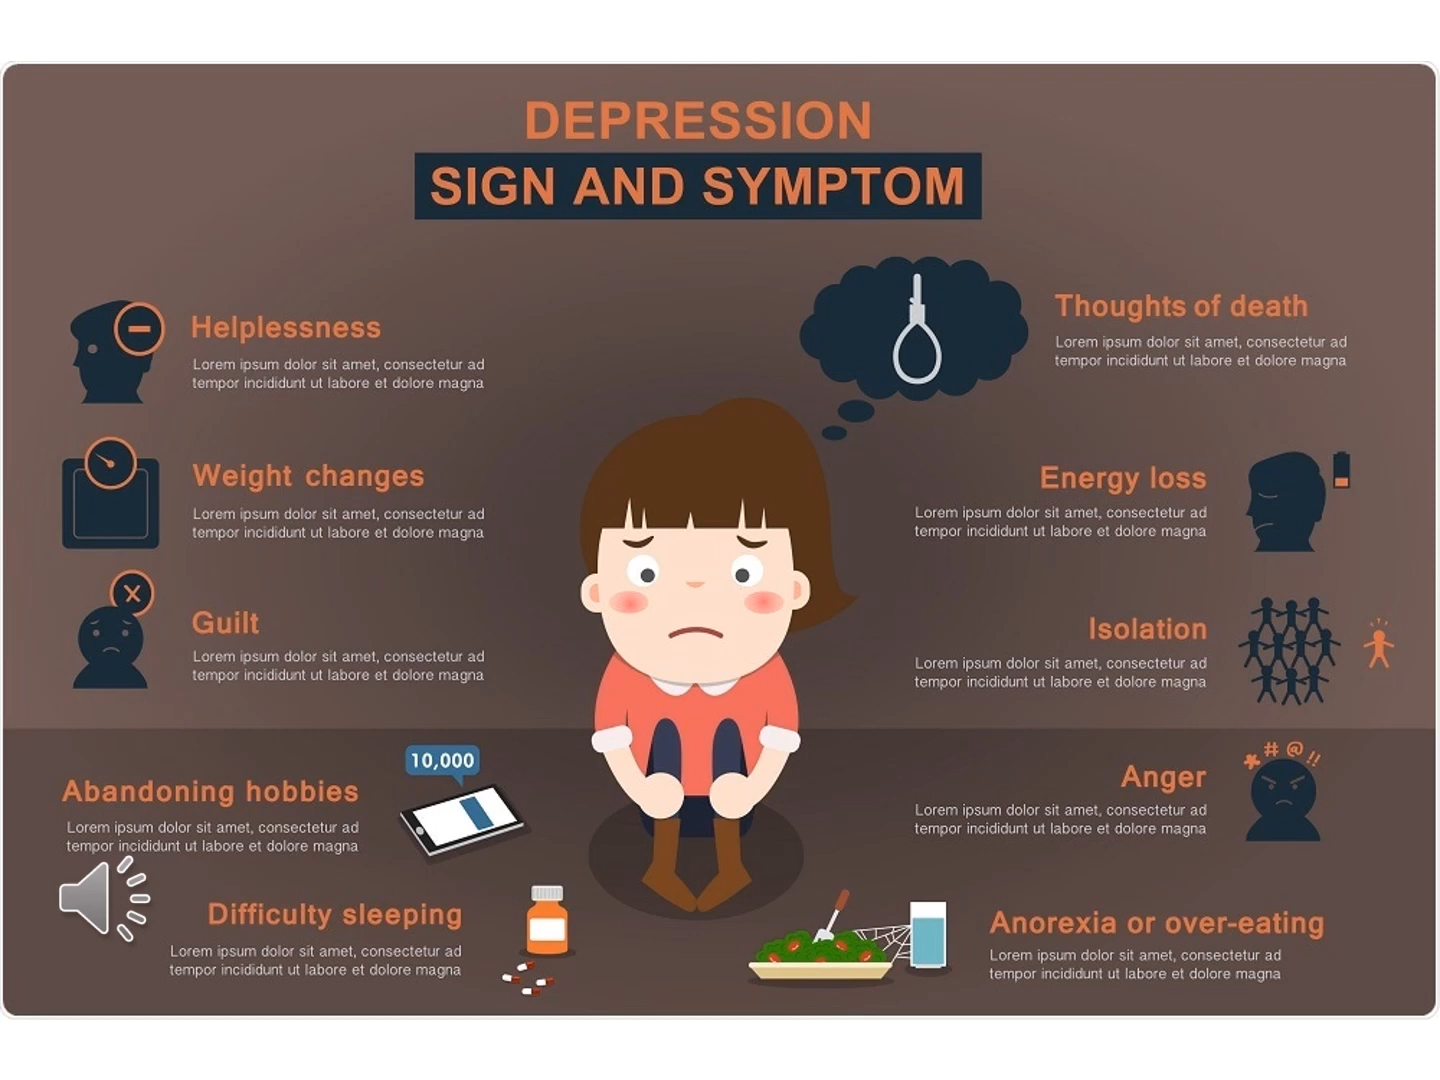 DEPRESSION
SIGN AND SYMPTOM
Helplessness
Lorem ipsum dolor sit amet, consectetur ad
tempor incididunt ut labore et dolore magna
Weight changes
Lorem ipsum dolor sit amet, consectetur ad
tempor incididunt ut labore et dolore magna
Guilt
Lorem ipsum dolor sit amet, consectetur ad
tempor incididunt ut labore et dolore magna
Abandoning hobbies
Lorem ipsum dolor sit amet, consectetur ad
tempor incididunt ut labore et dolore magna
10,000
Difficulty sleeping
Lorem ipsum dolor sit amet, consectetur ad
tempor incididunt ut labore et dolore magna
Thoughts of death
Lorem ipsum dolor sit amet, consectetur ad
tempor incididunt ut labore et dolore magna
Energy loss
Lorem ipsum dolor sit amet, consectetur ad
tempor incididunt ut labore et dolore magna
Isolation
Lorem ipsum dolor sit amet, consectetur ad
tempor incididunt ut labore et dolore magna
*#@!!
Anger
Lorem ipsum dolor sit amet, consectetur ad
tempor incididunt ut labore et dolore magna
Anorexia or over-eating
Lorem ipsum dolor sit amet, consectetur ad
tempor incididunt ut labore et dolore magna